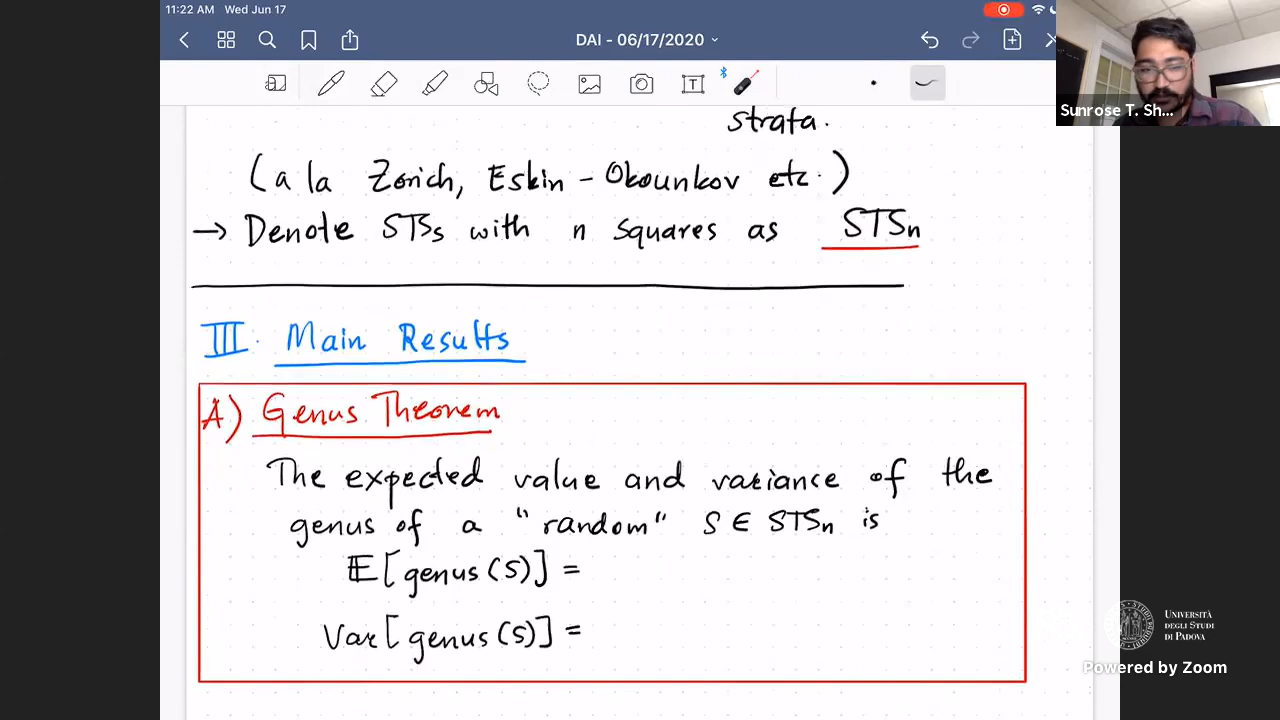 11:22 AM Wed Jun 17
DAI - 06/17/2020
Sunrose T. Sh...
strata.
(a la Zorich, Eskin - Okounkov etc.)
→ Denote STSs with n squares as STSn
III. Main Results
A) Genus Theorem
The expected value and variance of the
genus of a "random" S ∈ STSn is
𝔼[genus(S)] =
Var[genus(S)] =
UNIVERSITÀ
DEGLI STUDI
DI PADOVA
Powered by Zoom